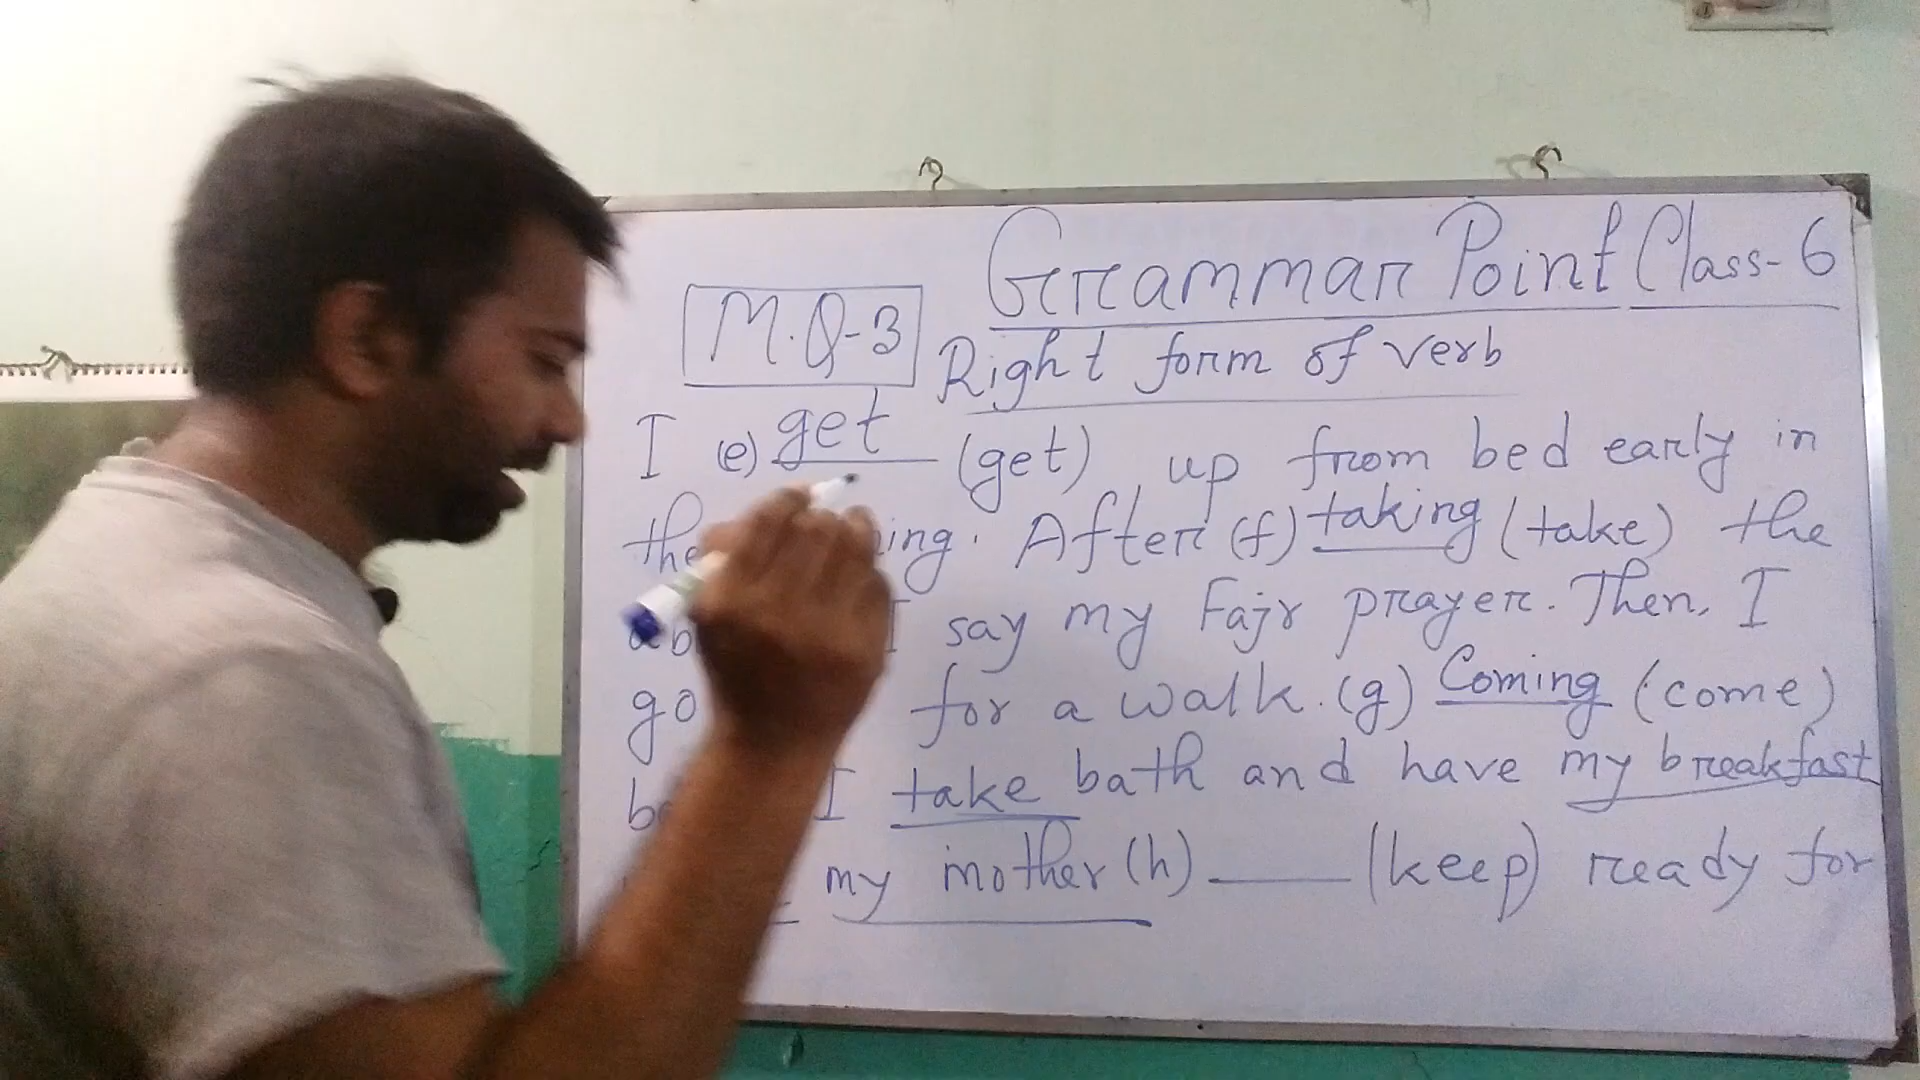 Grammar Point Class-6
M.Q-3
Right form of verb
I (e) get (get) up from bed early in
the ing. After (f) taking (take) the
ab I say my Fajr prayer. Then, I
go for a walk. (g) Coming (come)
I take bath and have my breakfast
my mother (h) ____ (keep) ready for